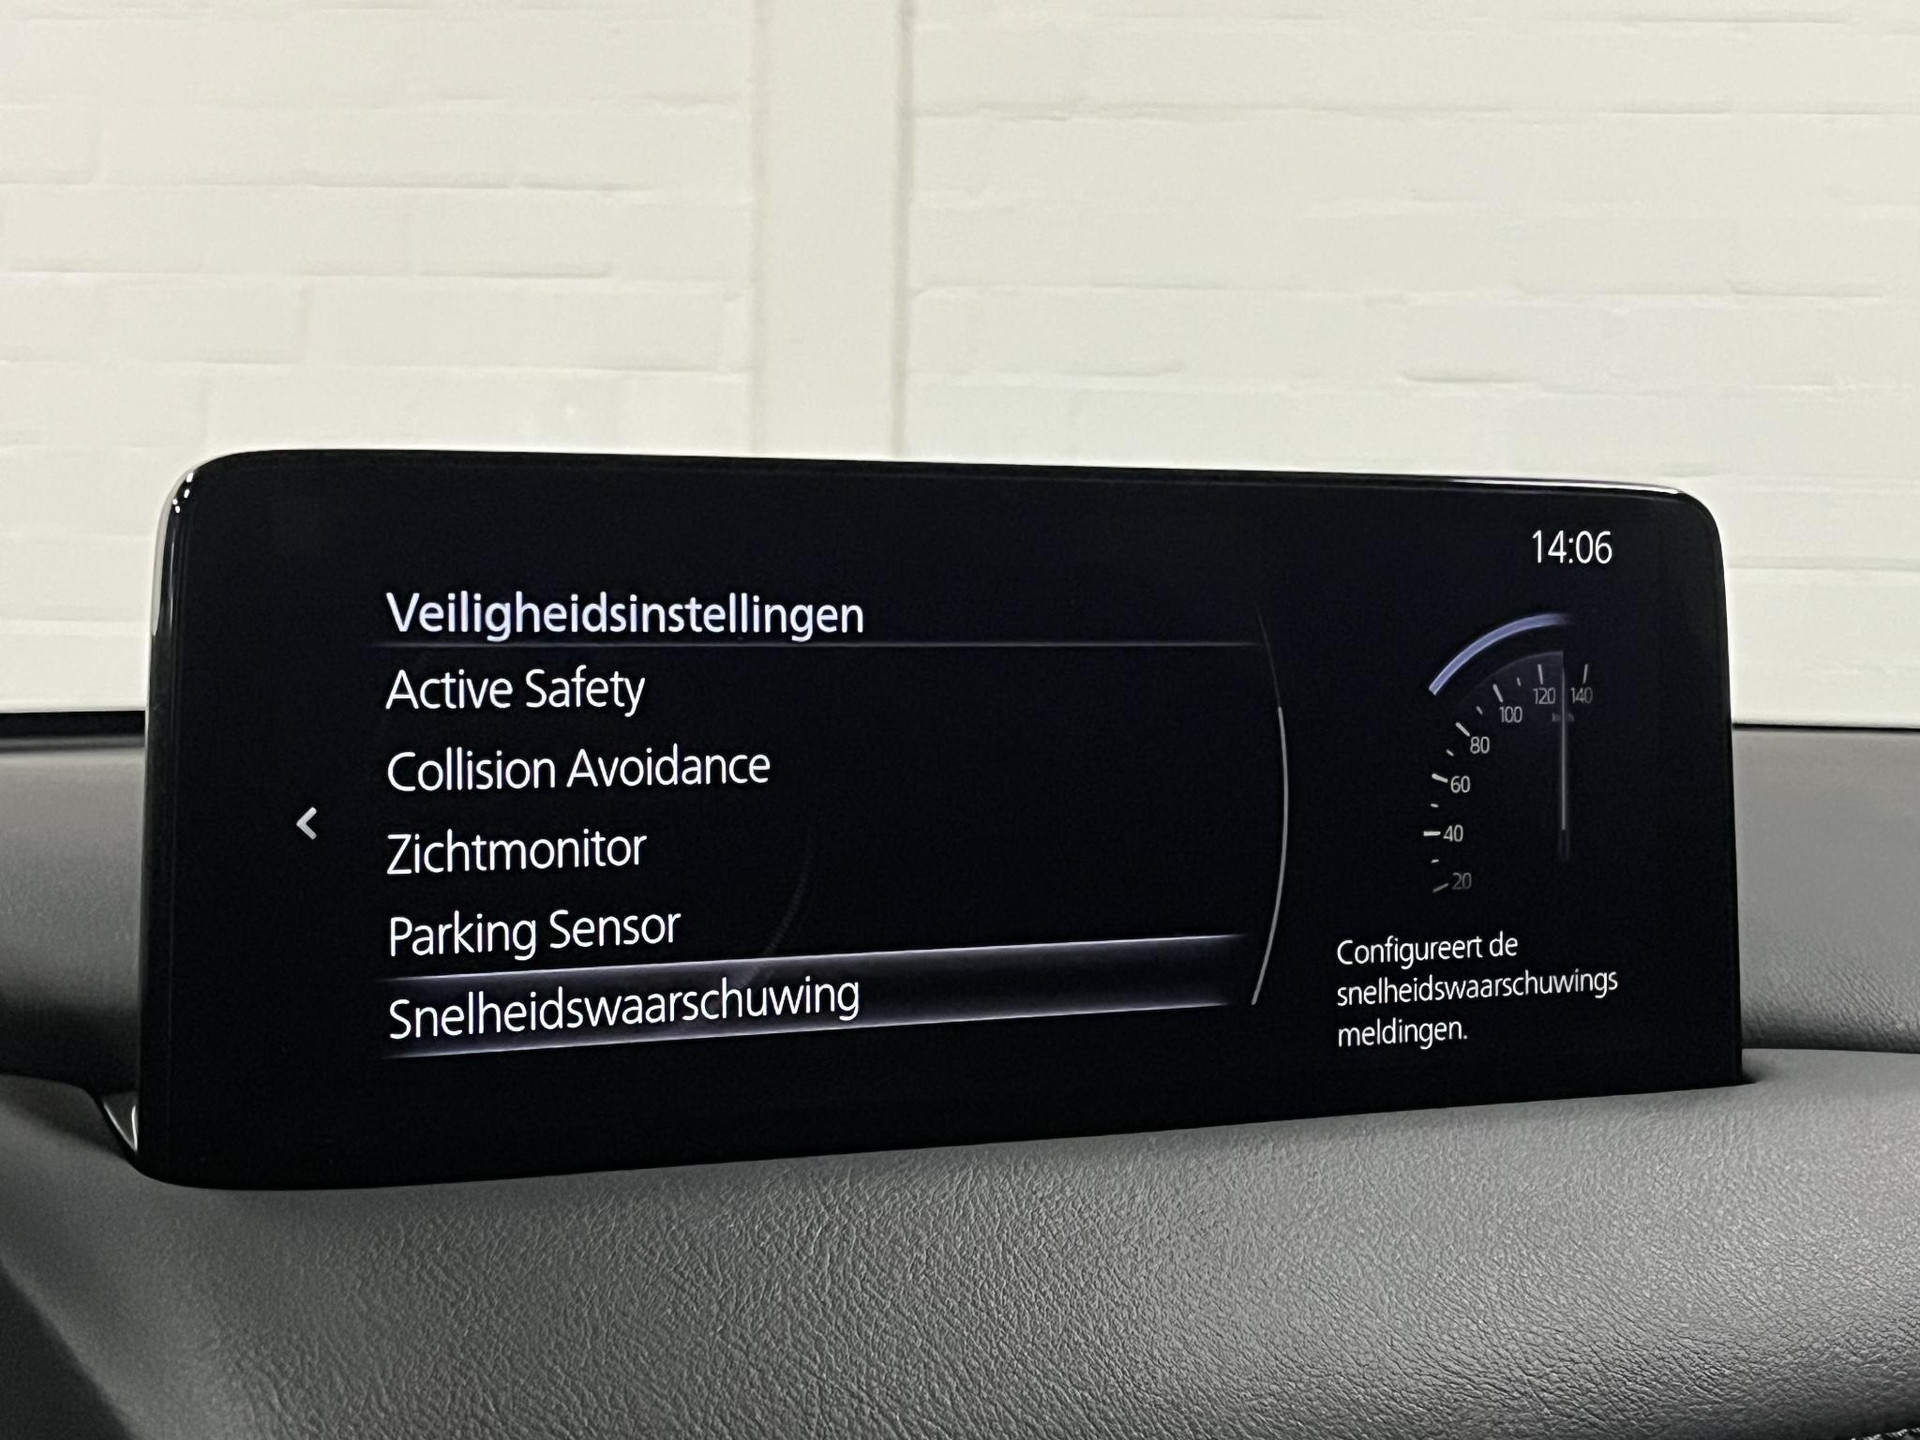 14:06
Veiligheidsinstellingen
Active Safety
Collision Avoidance
Zichtmonitor
Parking Sensor
Snelheidswaarschuwing
140
120
100
80
60
40
20
Configureert de
snelheidswaarschuwings
meldingen.